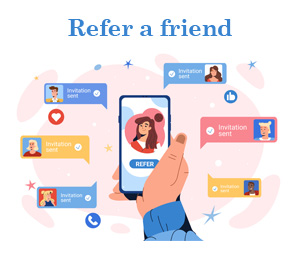 Refer a friend
Invitation
sent
Invitation
sent
Invitation
sent
Invitation
sent
REFER
Invitation
sent
Invitation
sent